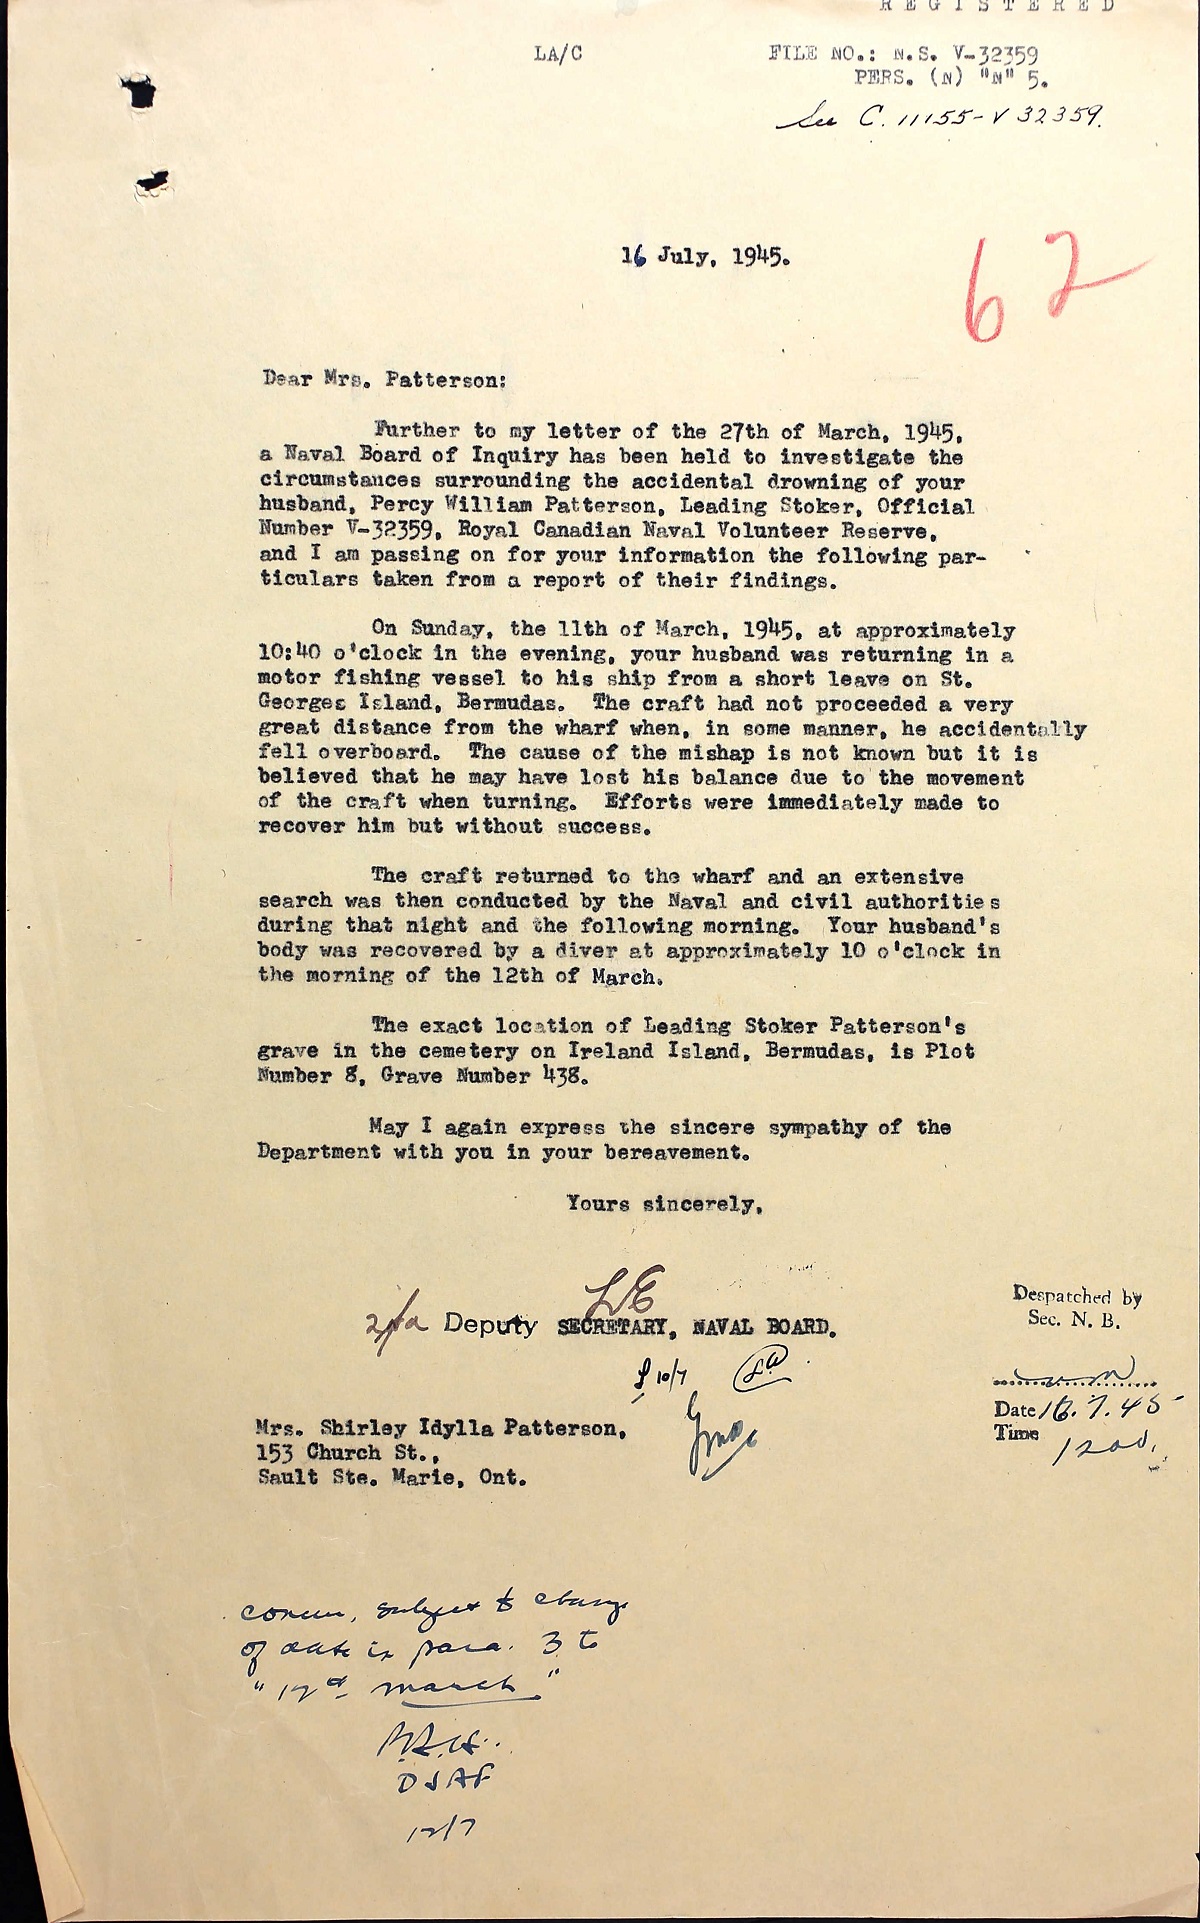 REGISTERED
LA/C
FILE NO.: N.S. V-32359
PERS. (N) "N" 5.
See C. 11155-V 32359.
16 July, 1945.
62
Dear Mrs. Patterson:
Further to my letter of the 27th of March, 1945,
a Naval Board of Inquiry has been held to investigate the
circumstances surrounding the accidental drowning of your
husband, Percy William Patterson, Leading Stoker, Official
Number V-32359, Royal Canadian Naval Volunteer Reserve,
and I am passing on for your information the following par-
ticulars taken from a report of their findings.
On Sunday, the 11th of March, 1945, at approximately
10:40 o'clock in the evening, your husband was returning in a
motor fishing vessel to his ship from a short leave on St.
Georges Island, Bermudas. The craft had not proceeded a very
great distance from the wharf when, in some manner, he accidentally
fell overboard. The cause of the mishap is not known but it is
believed that he may have lost his balance due to the movement
of the craft when turning. Efforts were immediately made to
recover him but without success.
The craft returned to the wharf and an extensive
search was then conducted by the Naval and civil authorities
during that night and the following morning. Your husband's
body was recovered by a diver at approximately 10 o'clock in
the morning of the 12th of March.
The exact location of Leading Stoker Patterson's
grave in the cemetery on Ireland Island, Bermudas, is Plot
Number 8, Grave Number 438.
May I again express the sincere sympathy of the
Department with you in your bereavement.
Yours sincerely,
Deputy SECRETARY, NAVAL BOARD.
10/7
Despatched by
Sec. N. B.
Date 16.7.45
Time 1200.
Mrs. Shirley Idylla Patterson,
153 Church St.,
Sault Ste. Marie, Ont.
concur, subject to change
of date in para. 3 to
"12th march"
12/7